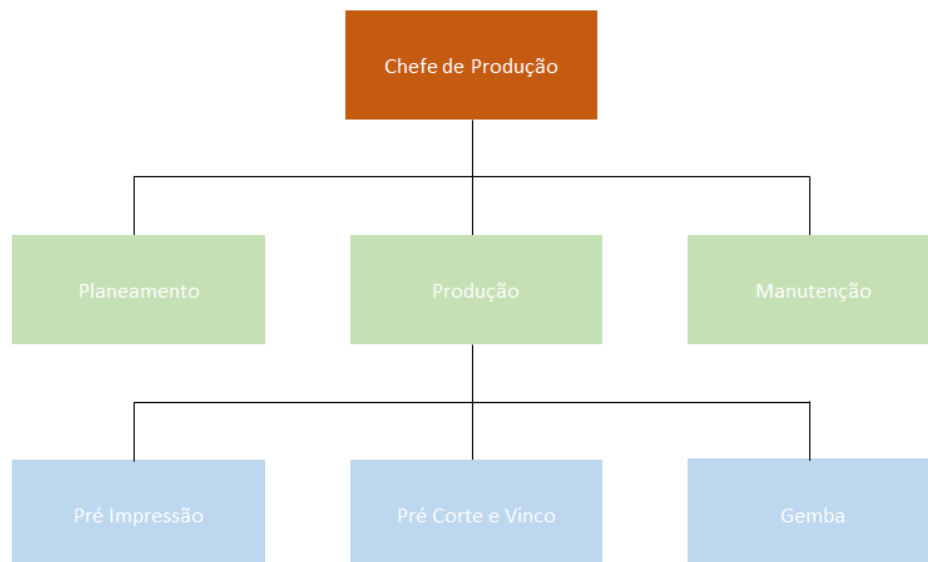 Chefe de Produção
Planeamento
Produção
Manutenção
Pré Impressão
Pré Corte e Vinco
Gemba